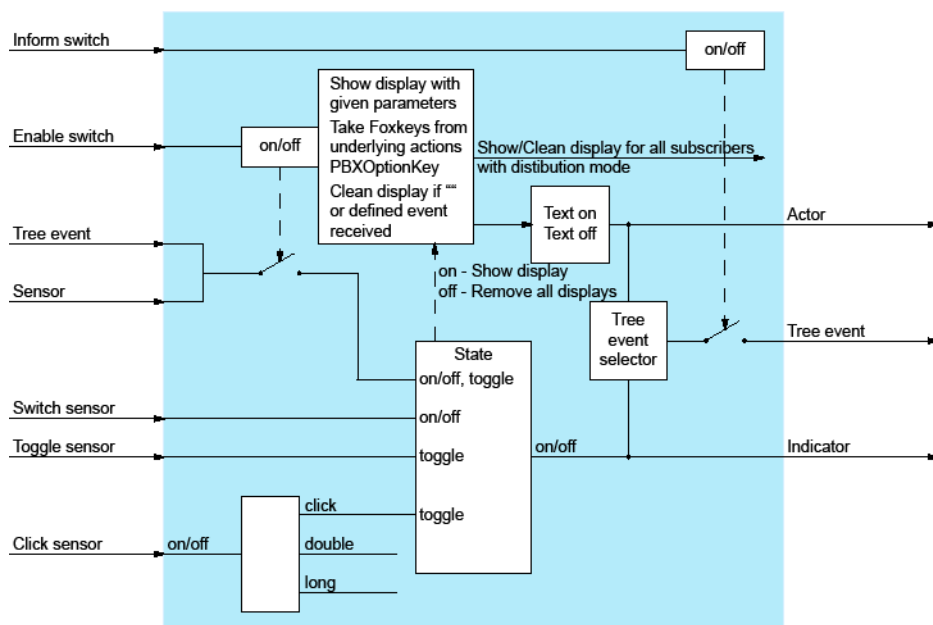 Inform switch
on/off
Show display with
given parameters
Take Foxkeys from
underlying actions
PBXOptionKey
Clean display if ““
or defined event
received
Enable switch
on/off
Show/Clean display for all subscribers
with distibution mode
Text on
Text off
Actor
Tree event
Sensor
on - Show display
off - Remove all displays
Tree
event
selector
Tree event
State
on/off, toggle
Switch sensor
on/off
Toggle sensor
toggle
on/off
Indicator
click
toggle
Click sensor
on/off
double
long